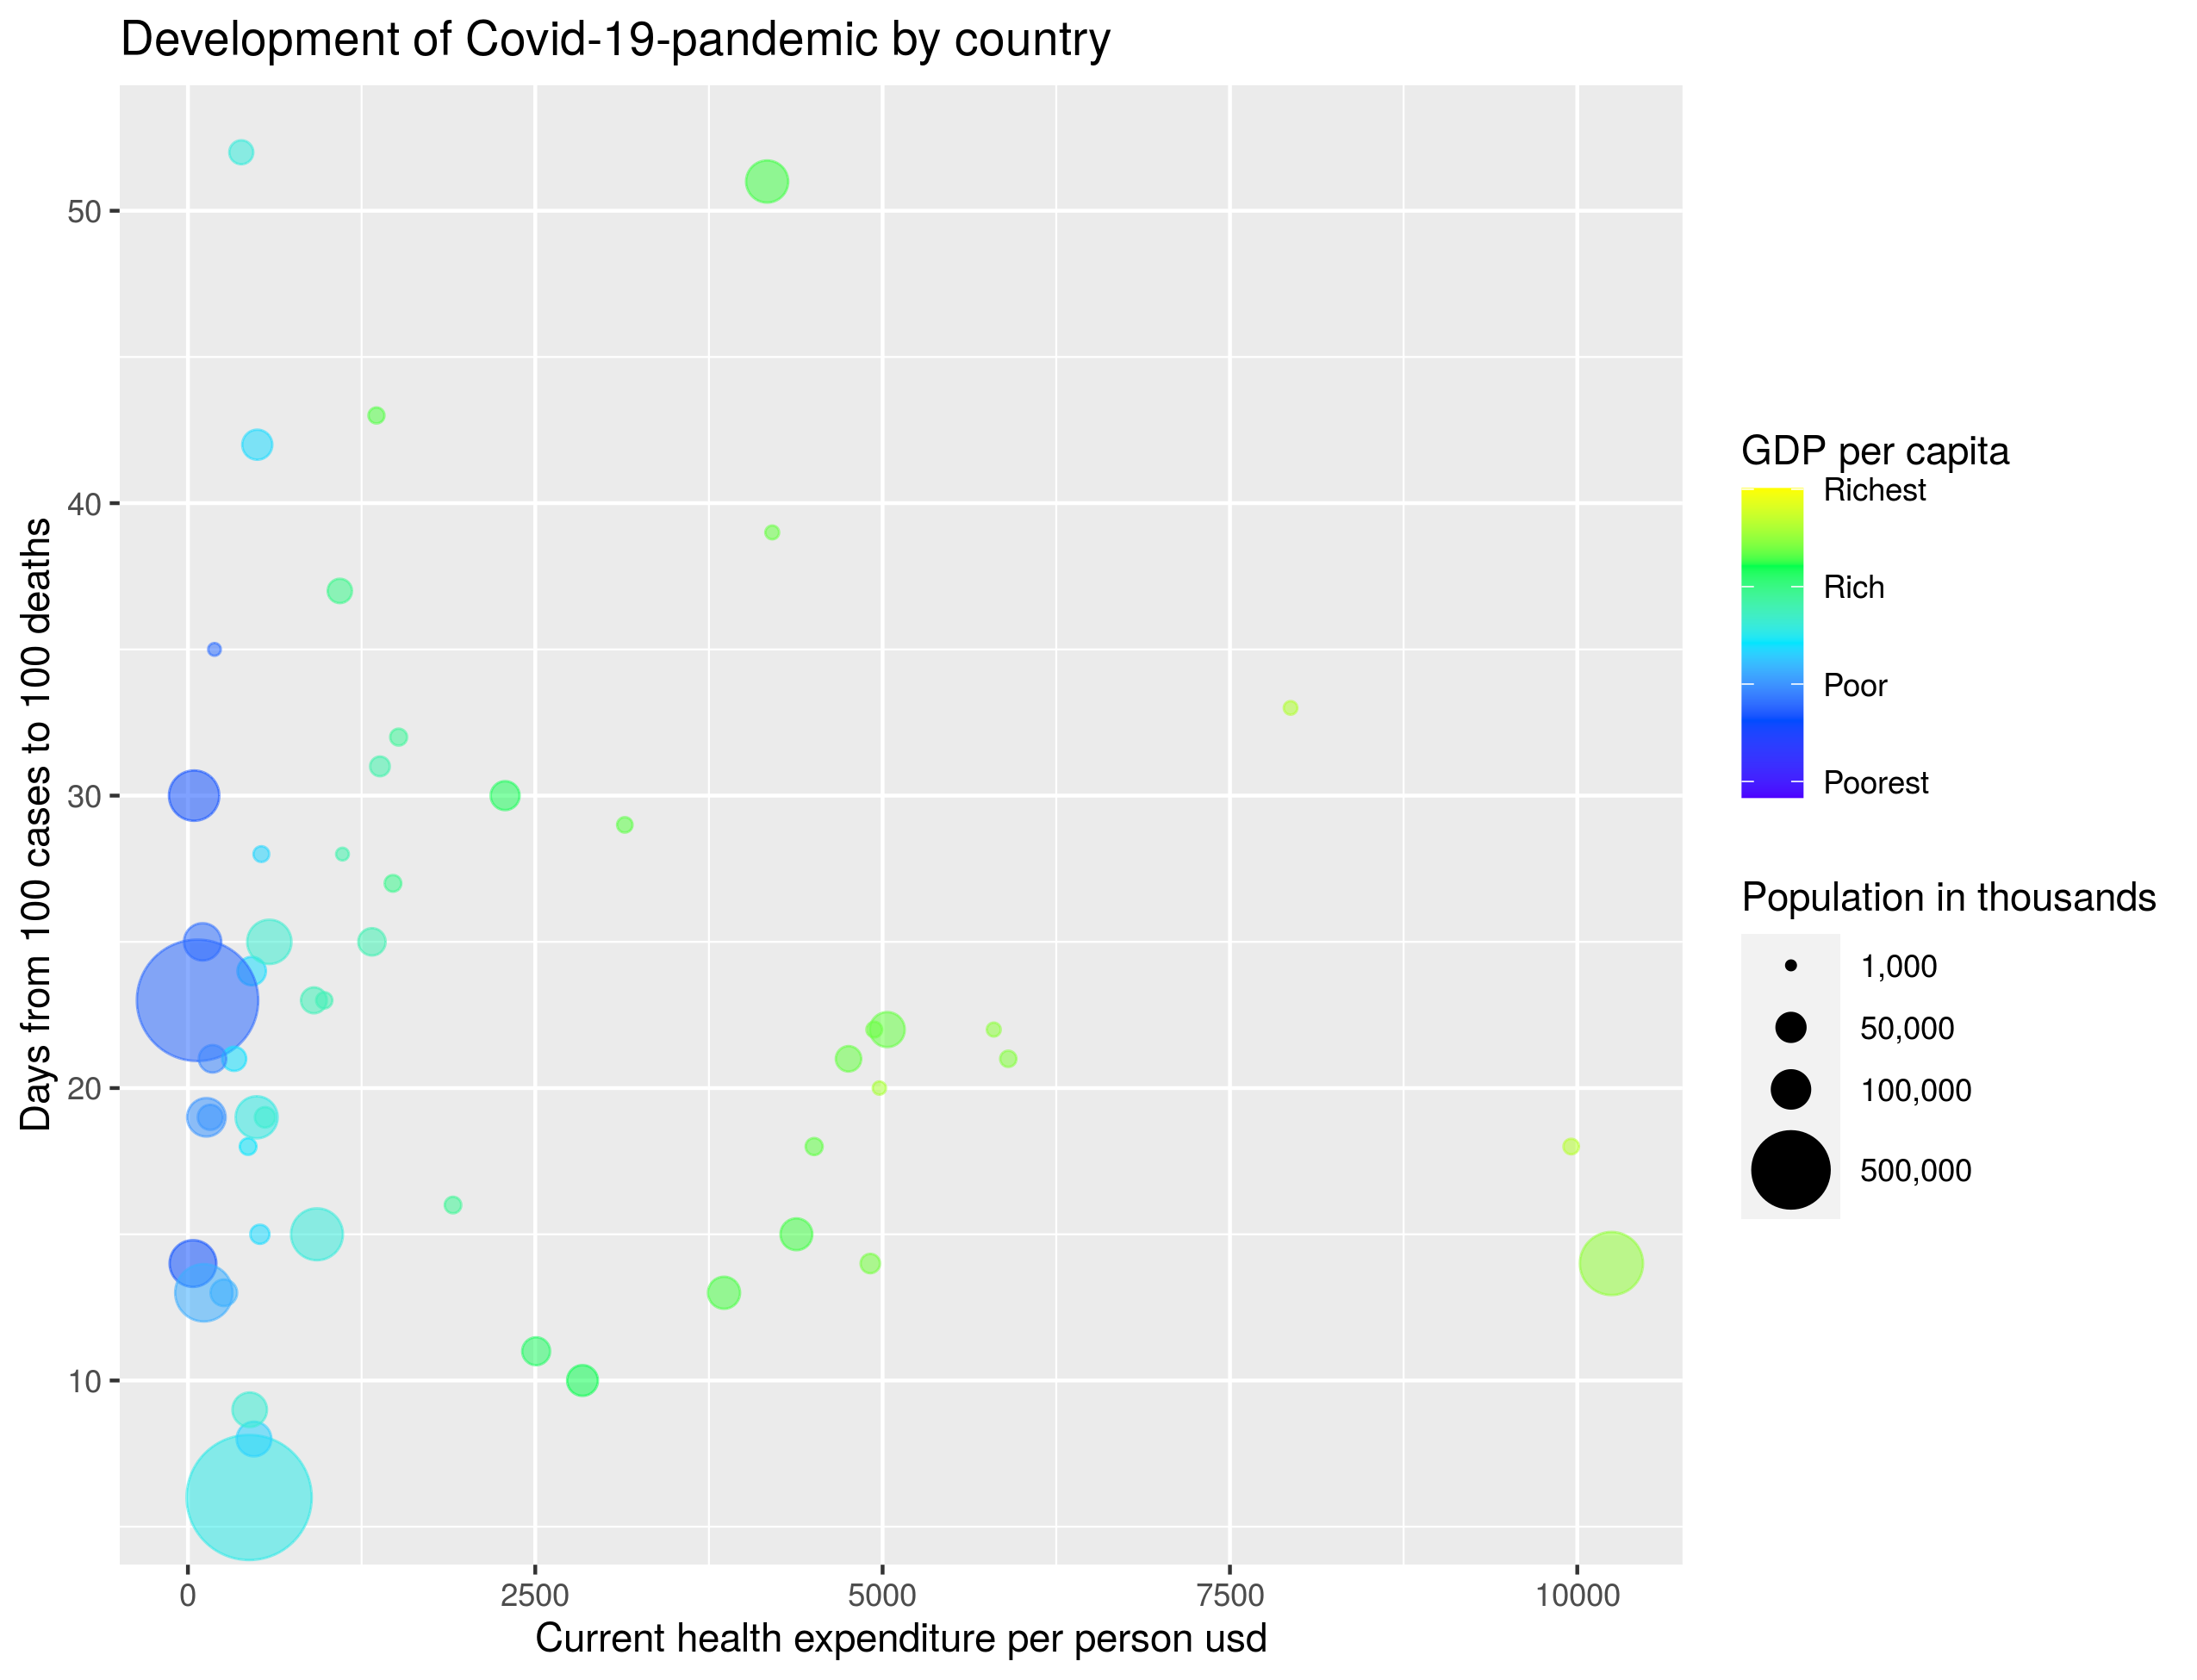 Development of Covid-19-pandemic by country
Days from 100 cases to 100 deaths
50
40
30
20
10
0
2500
5000
7500
10000
Current health expenditure per person usd
GDP per capita
Richest
Rich
Poor
Poorest
Population in thousands
1,000
50,000
100,000
500,000